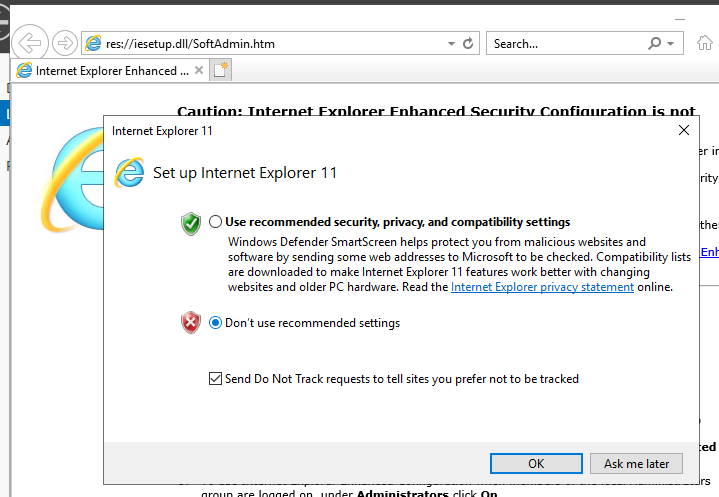 res://iesetup.dll/SoftAdmin.htm
Search...
Internet Explorer Enhanced ...
Caution: Internet Explorer Enhanced Security Configuration is not
Internet Explorer 11
Set up Internet Explorer 11
Use recommended security, privacy, and compatibility settings
Windows Defender SmartScreen helps protect you from malicious websites and
software by sending some web addresses to Microsoft to be checked. Compatibility lists
are downloaded to make Internet Explorer 11 features work better with changing
websites and older PC hardware. Read the Internet Explorer privacy statement online.
Don't use recommended settings
Send Do Not Track requests to tell sites you prefer not to be tracked
OK
Ask me later
group are logged on, under Administrators click On